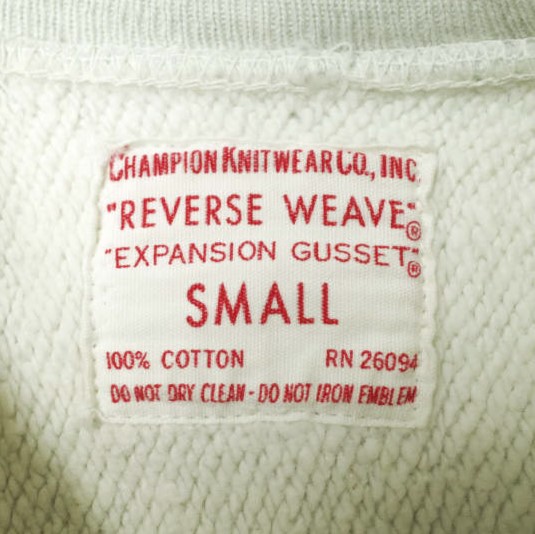 CHAMPION KNITWEAR CO., INC.
"REVERSE WEAVE"®
"EXPANSION GUSSET"®
SMALL
100% COTTON RN 26094
DO NOT DRY CLEAN - DO NOT IRON EMBLEM